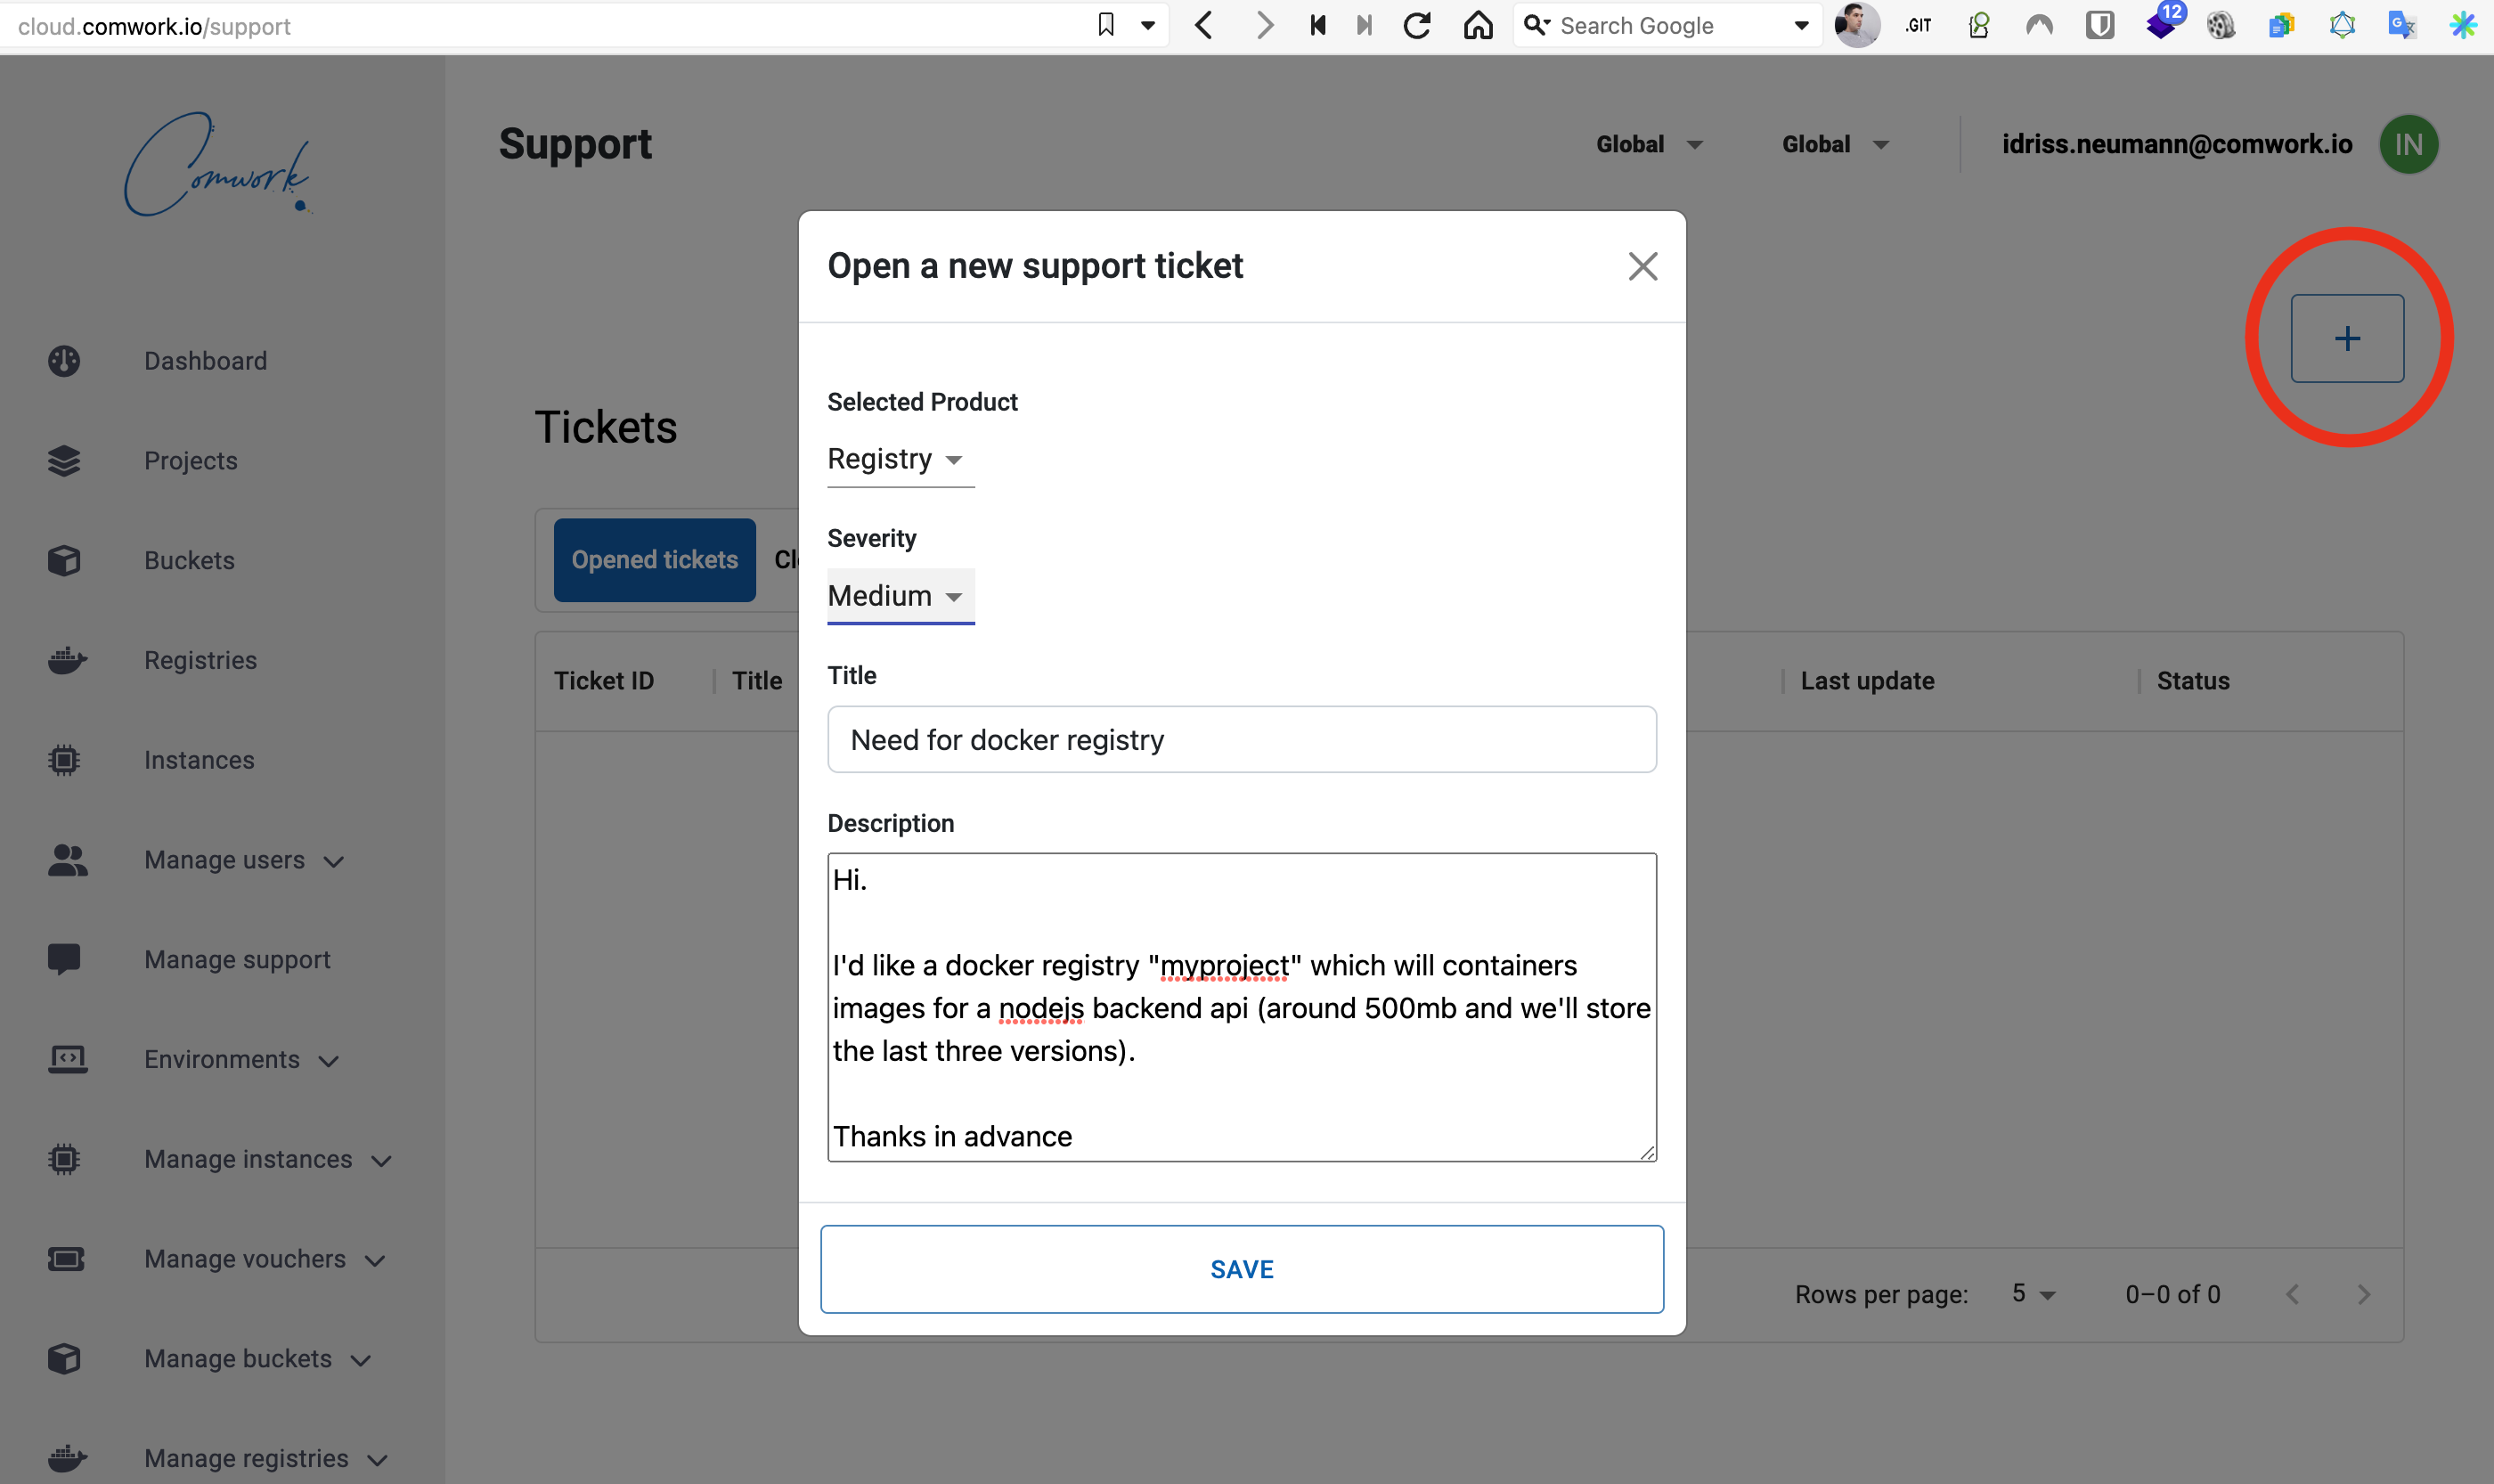 cloud.comwork.io/support
Search Google
.GIT
12
Comwork
Support
Global
Global
idriss.neumann@comwork.io
IN
Dashboard
Projects
Buckets
Registries
Instances
Manage users
Manage support
Environments
Manage instances
Manage vouchers
Manage buckets
Manage registries
+
Tickets
Opened tickets
Cl
Ticket ID
Title
Last update
Status
Rows per page:
5
0–0 of 0
Open a new support ticket
Selected Product
Registry
Severity
Medium
Title
Need for docker registry
Description
Hi.
I'd like a docker registry "myproject" which will containers
images for a nodejs backend api (around 500mb and we'll store
the last three versions).
Thanks in advance
SAVE